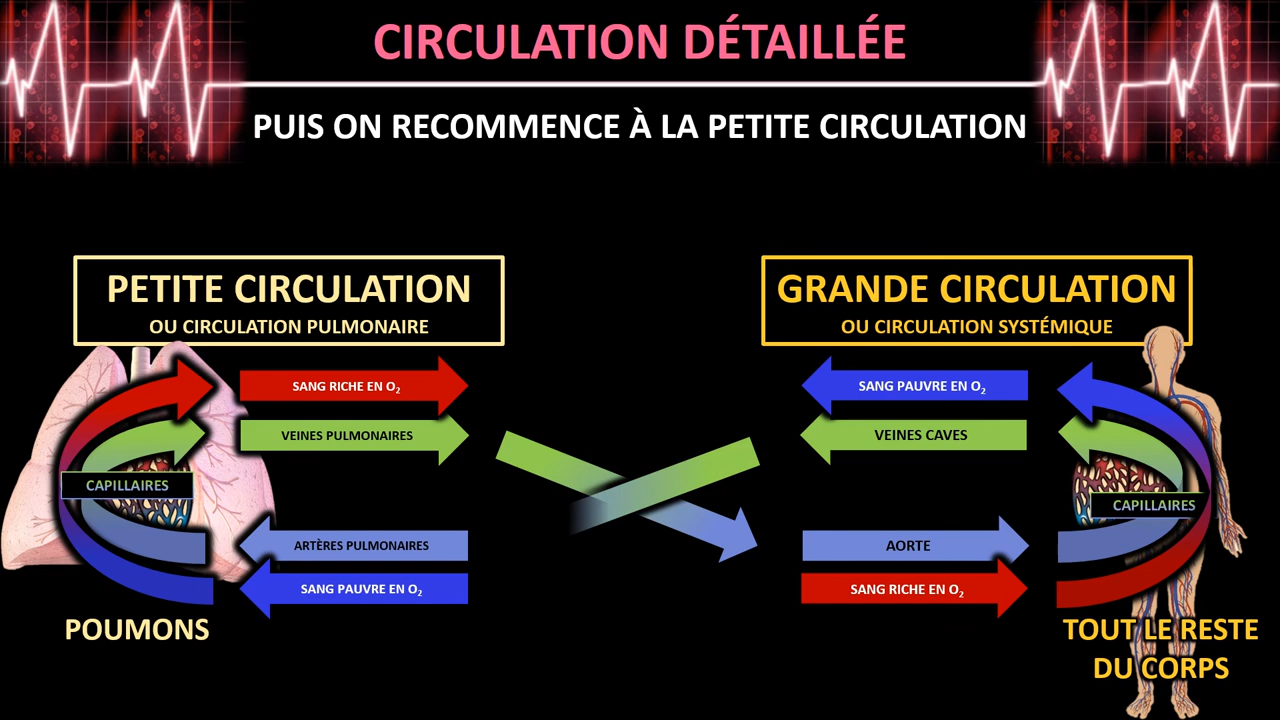 CIRCULATION DÉTAILLÉE
PUIS ON RECOMMENCE À LA PETITE CIRCULATION
PETITE CIRCULATION
OU CIRCULATION PULMONAIRE
SANG RICHE EN O₂
VEINES PULMONAIRES
CAPILLAIRES
ARTÈRES PULMONAIRES
SANG PAUVRE EN O₂
POUMONS
GRANDE CIRCULATION
OU CIRCULATION SYSTÉMIQUE
SANG PAUVRE EN O₂
VEINES CAVES
CAPILLAIRES
AORTE
SANG RICHE EN O₂
TOUT LE RESTE
DU CORPS